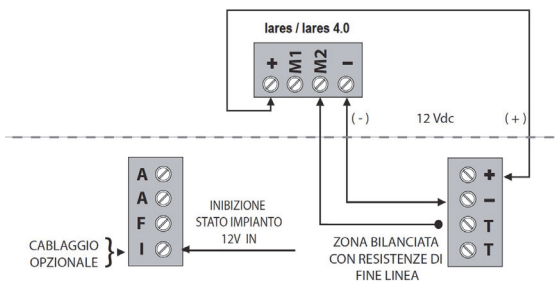 lares / lares 4.0
+ M1 M2 -
(-) 12 Vdc (+)
A
A
F
I
INIBIZIONE
STATO IMPIANTO
12V IN
CABLAGGIO
OPZIONALE
+
-
T
T
ZONA BILANCIATA
CON RESISTENZE DI
FINE LINEA